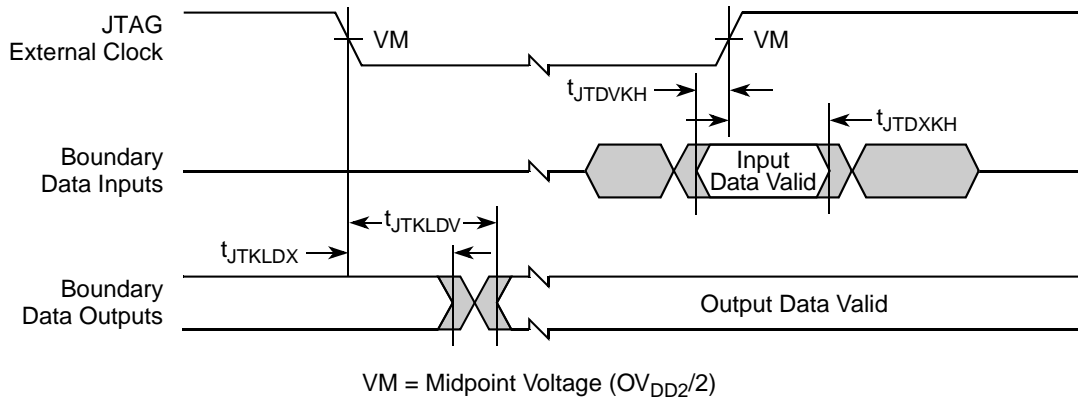 JTAG
External Clock
VM
VM
tJTDVKH
tJTDXKH
Boundary
Data Inputs
Input
Data Valid
tJTKLDV
tJTKLDX
Boundary
Data Outputs
Output Data Valid
VM = Midpoint Voltage (OVDD2/2)